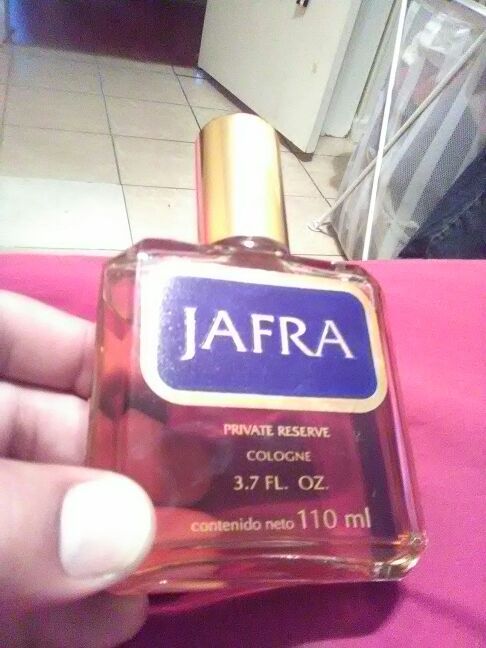 JAFRA
PRIVATE RESERVE
COLOGNE
3.7 FL. OZ.
contenido neto 110 ml